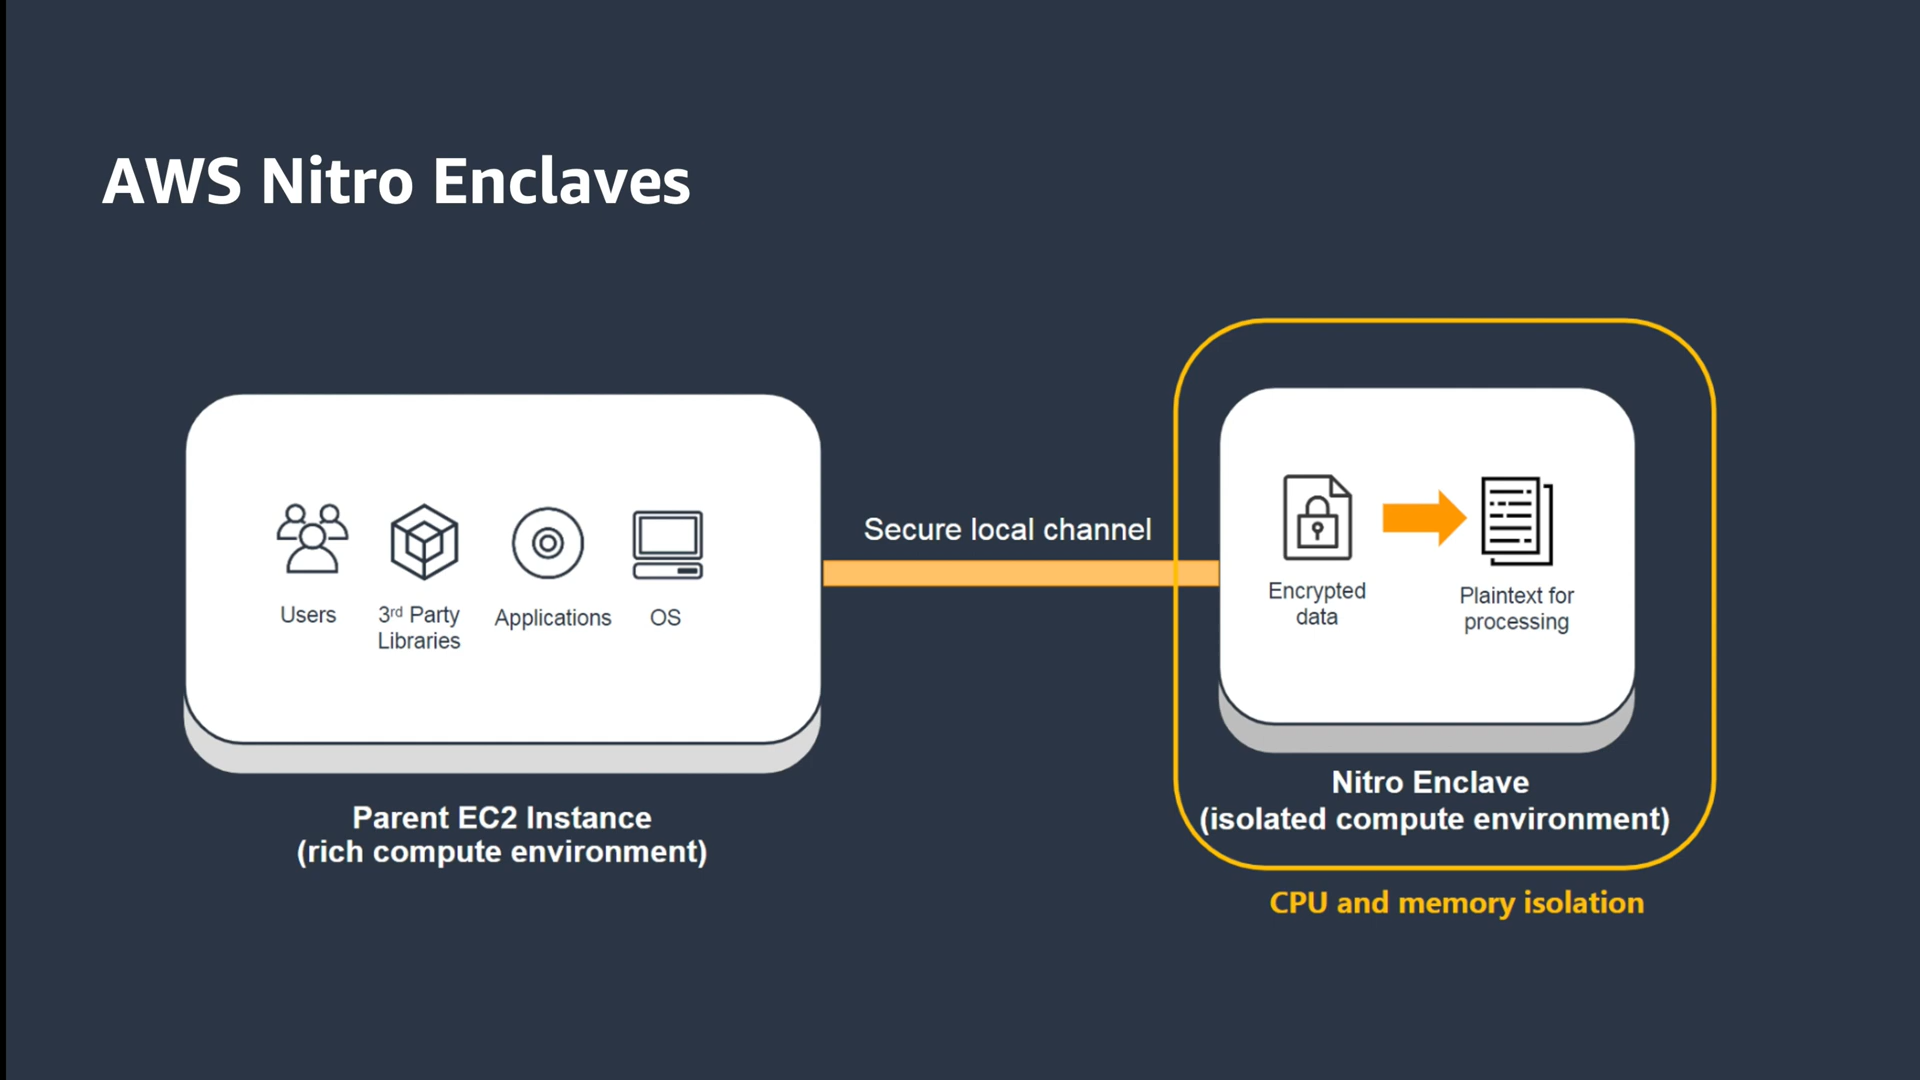 AWS Nitro Enclaves
Users
3rd Party
Libraries
Applications
OS
Parent EC2 Instance
(rich compute environment)
Secure local channel
Encrypted
data
Plaintext for
processing
Nitro Enclave
(isolated compute environment)
CPU and memory isolation